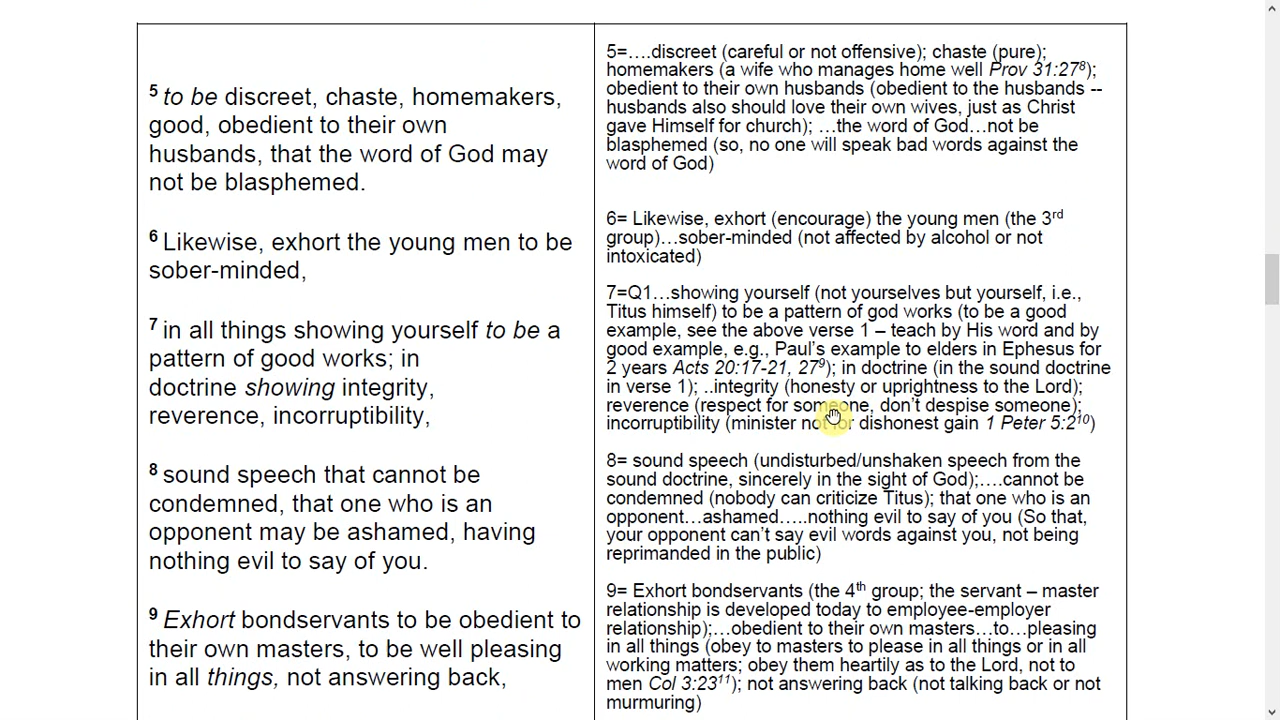 5 to be discreet, chaste, homemakers,
good, obedient to their own
husbands, that the word of God may
not be blasphemed.
6 Likewise, exhort the young men to be
sober-minded,
7 in all things showing yourself to be a
pattern of good works; in
doctrine showing integrity,
reverence, incorruptibility,
8 sound speech that cannot be
condemned, that one who is an
opponent may be ashamed, having
nothing evil to say of you.
9 Exhort bondservants to be obedient to
their own masters, to be well pleasing
in all things, not answering back,
5=….discreet (careful or not offensive); chaste (pure);
homemakers (a wife who manages home well Prov 31:27⁸);
obedient to their own husbands (obedient to the husbands --
husbands also should love their own wives, just as Christ
gave Himself for church); …the word of God…not be
blasphemed (so, no one will speak bad words against the
word of God)
6= Likewise, exhort (encourage) the young men (the 3rd
group)…sober-minded (not affected by alcohol or not
intoxicated)
7=Q1…showing yourself (not yourselves but yourself, i.e.,
Titus himself) to be a pattern of god works (to be a good
example, see the above verse 1 – teach by His word and by
good example, e.g., Paul's example to elders in Ephesus for
2 years Acts 20:17-21, 27⁹); in doctrine (in the sound doctrine
in verse 1); ..integrity (honesty or uprightness to the Lord);
reverence (respect for someone, don't despise someone);
incorruptibility (minister not for dishonest gain 1 Peter 5:2¹⁰)
8= sound speech (undisturbed/unshaken speech from the
sound doctrine, sincerely in the sight of God);….cannot be
condemned (nobody can criticize Titus); that one who is an
opponent…ashamed…..nothing evil to say of you (So that,
your opponent can't say evil words against you, not being
reprimanded in the public)
9= Exhort bondservants (the 4th group; the servant – master
relationship is developed today to employee-employer
relationship);…obedient to their own masters…to…pleasing
in all things (obey to masters to please in all things or in all
working matters; obey them heartily as to the Lord, not to
men Col 3:23¹¹); not answering back (not talking back or not
murmuring)